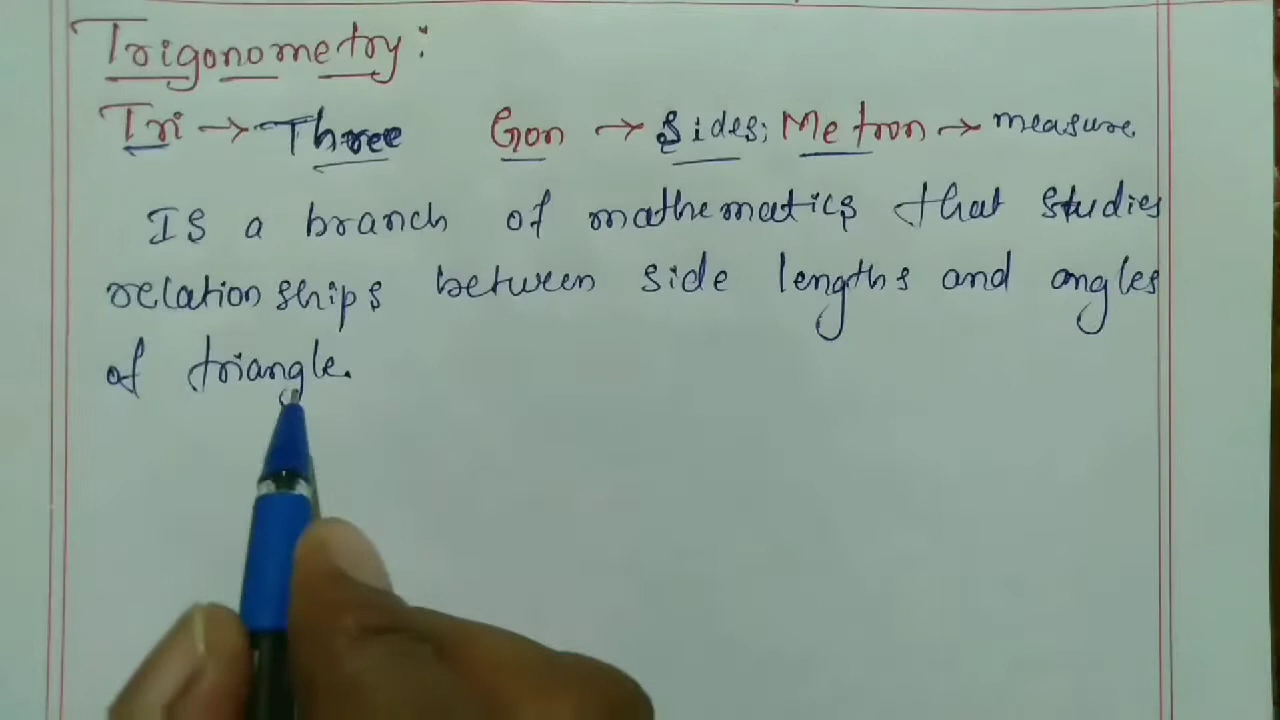 Trigonometry:
Tri → Three Gon → Sides; Metron → measure
Is a branch of mathematics that studies
relationships between side lengths and angles
of triangle.